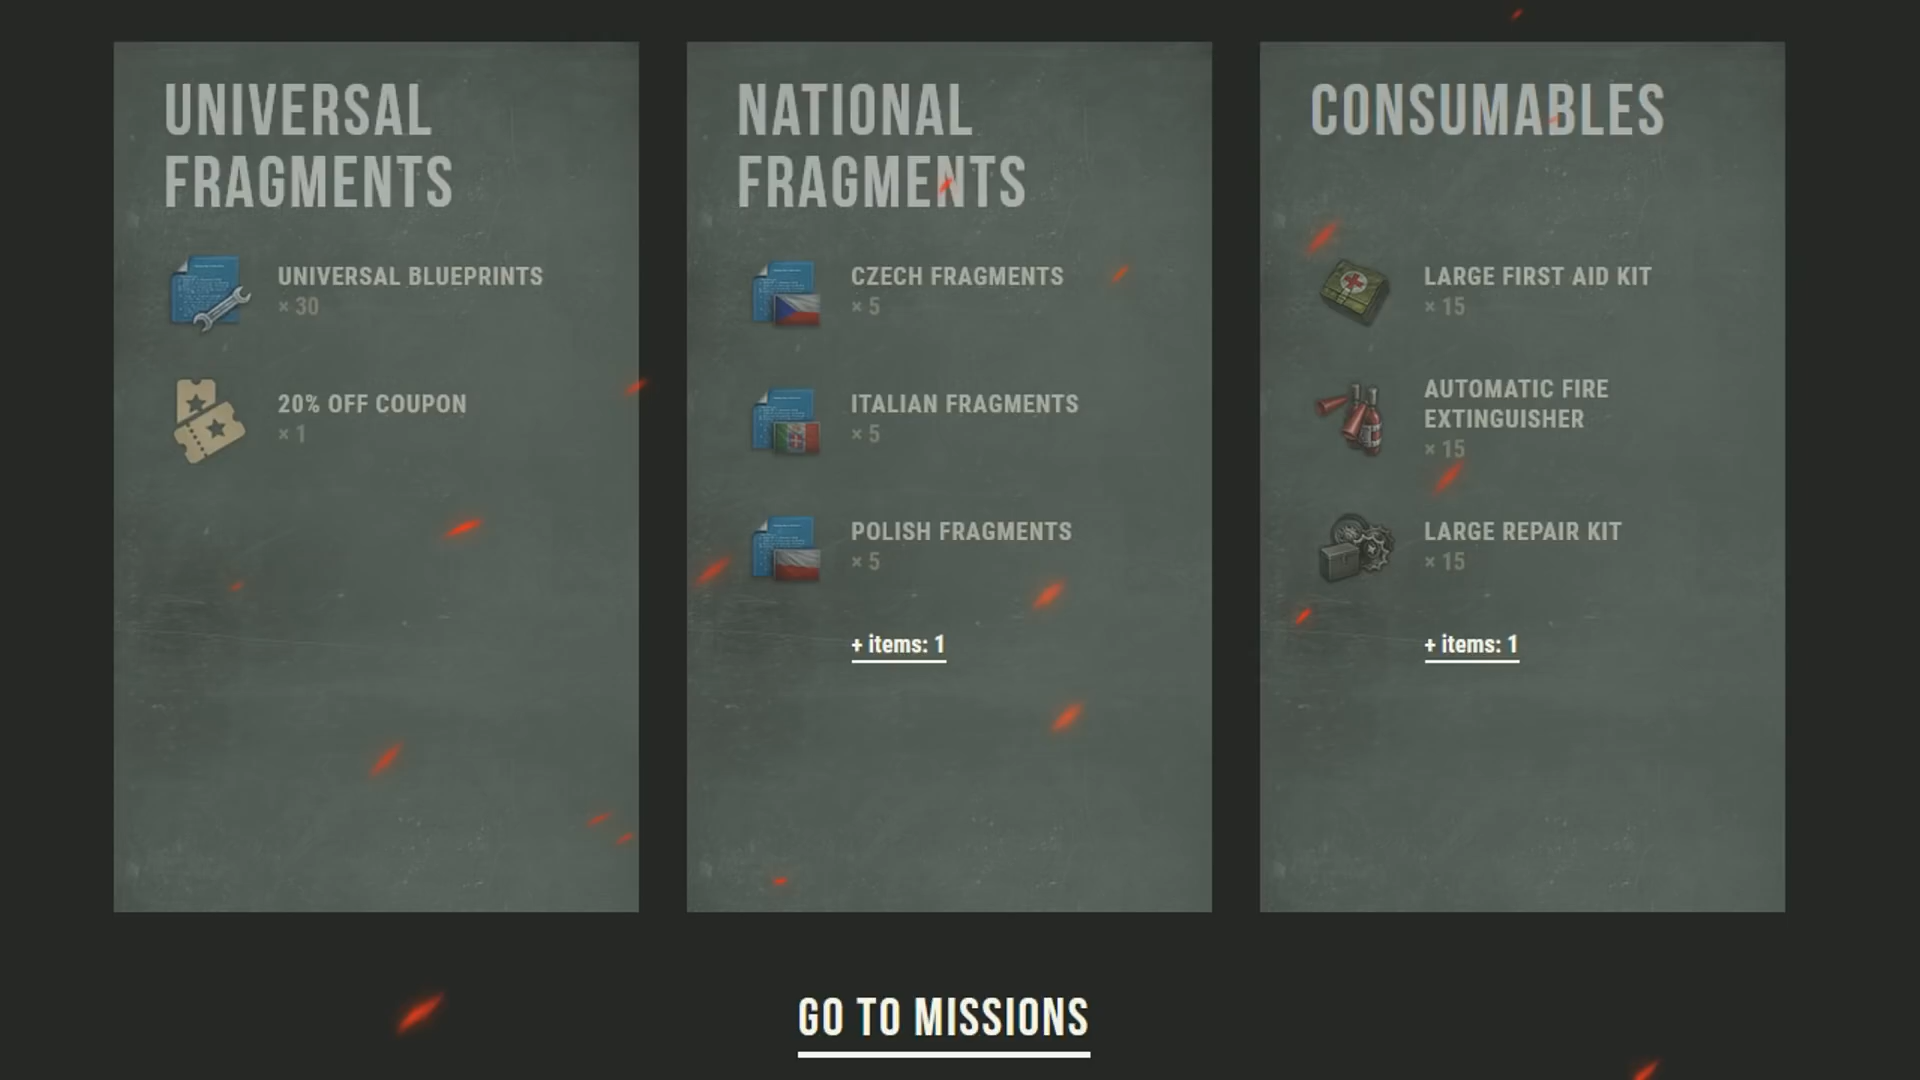 UNIVERSAL
FRAGMENTS
UNIVERSAL BLUEPRINTS
× 30
20% OFF COUPON
× 1
NATIONAL
FRAGMENTS
CZECH FRAGMENTS
× 5
ITALIAN FRAGMENTS
× 5
POLISH FRAGMENTS
× 5
+ items: 1
CONSUMABLES
LARGE FIRST AID KIT
× 15
AUTOMATIC FIRE
EXTINGUISHER
× 15
LARGE REPAIR KIT
× 15
+ items: 1
GO TO MISSIONS